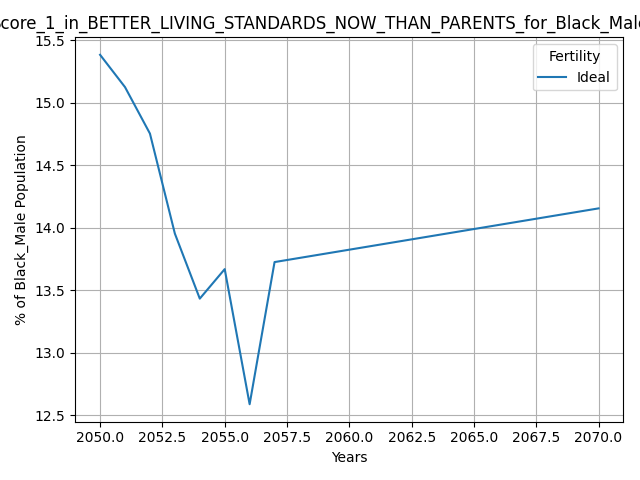 core_1_in_BETTER_LIVING_STANDARDS_NOW_THAN_PARENTS_for_Black_Male
15.5
15.0
14.5
14.0
13.5
13.0
12.5
% of Black_Male Population
Fertility
Ideal
2050.0 2052.5 2055.0 2057.5 2060.0 2062.5 2065.0 2067.5 2070.0
Years